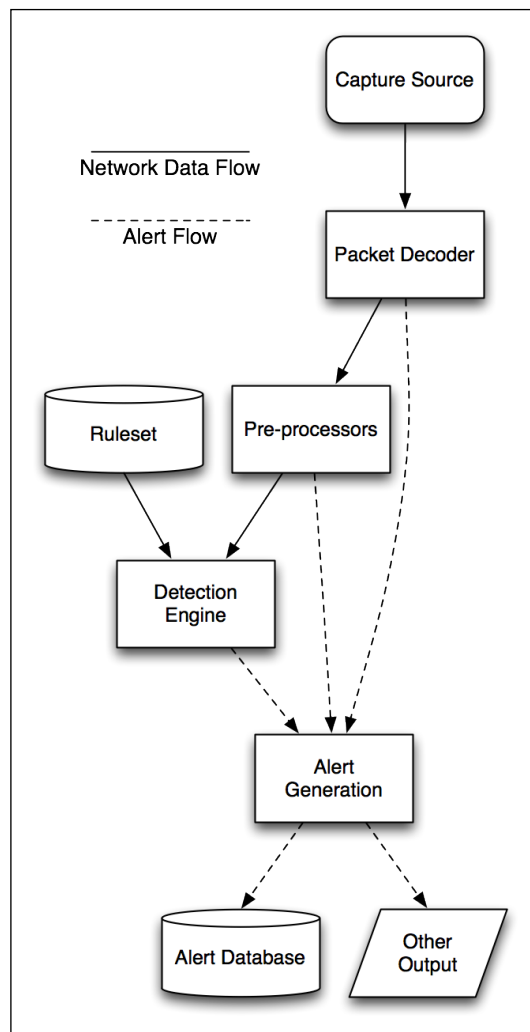 Capture Source
Network Data Flow
Alert Flow
Packet Decoder
Ruleset
Pre-processors
Detection
Engine
Alert
Generation
Alert Database
Other
Output